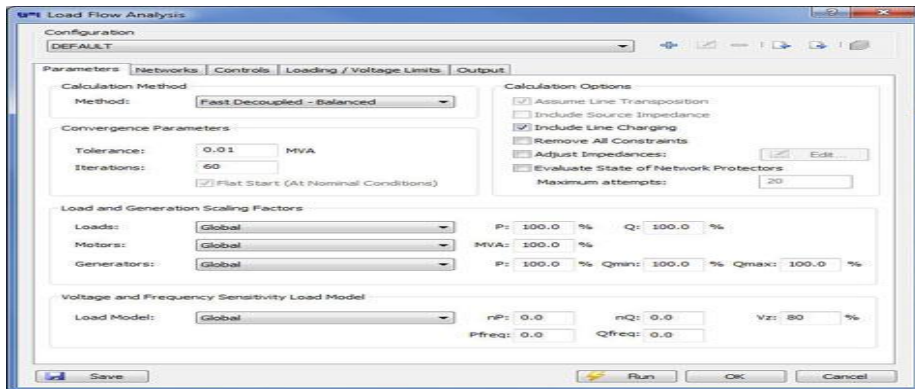 Load Flow Analysis
Configuration
DEFAULT
Parameters Networks Controls Loading / Voltage Limits Output
Calculation Method
Method: Fast Decoupled - Balanced
Convergence Parameters
Tolerance: 0.01 MVA
Iterations: 60
Flat Start (At Nominal Conditions)
Calculation Options
Assume Line Transposition
Include Source Impedance
Include Line Charging
Remove All Constraints
Adjust Impedances: Edit...
Evaluate State of Network Protectors
Maximum attempts: 20
Load and Generation Scaling Factors
Loads: Global P: 100.0 % Q: 100.0 %
Motors: Global MVA: 100.0 %
Generators: Global P: 100.0 % Qmin: 100.0 % Qmax: 100.0 %
Voltage and Frequency Sensitivity Load Model
Load Model: Global nP: 0.0 nQ: 0.0 Vz: 80 %
Pfreq: 0.0 Qfreq: 0.0
Save Run OK Cancel